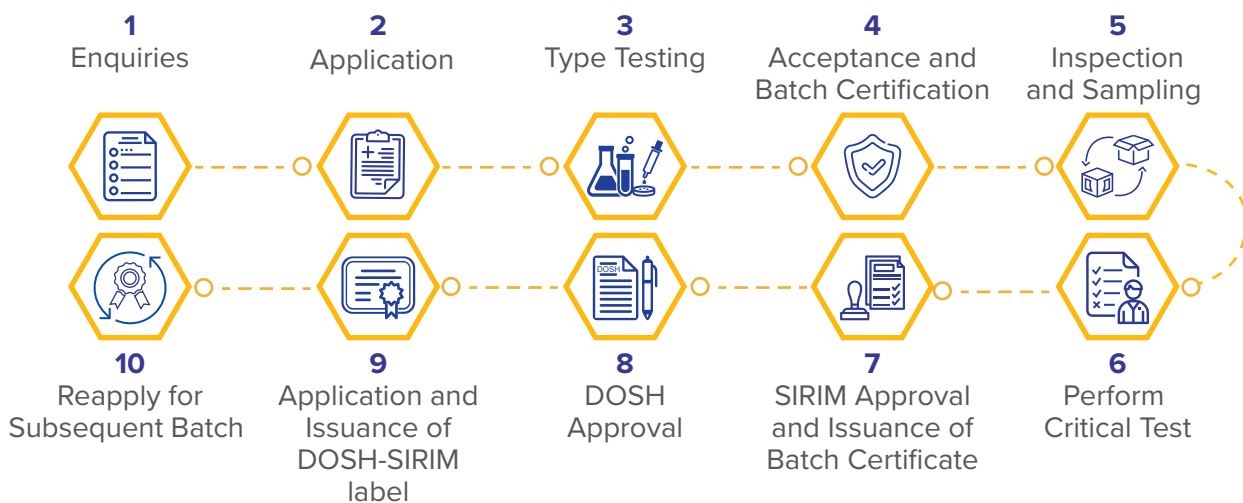 1
Enquiries
2
Application
3
Type Testing
4
Acceptance and
Batch Certification
5
Inspection
and Sampling
DOSH
6
Perform
Critical Test
7
SIRIM Approval
and Issuance of
Batch Certificate
8
DOSH
Approval
9
Application and
Issuance of
DOSH-SIRIM
label
10
Reapply for
Subsequent Batch